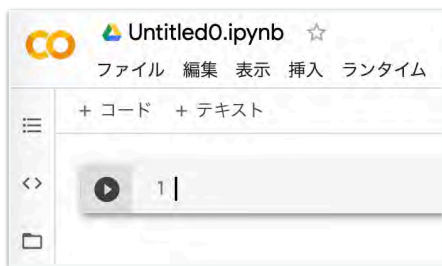 Untitled0.ipynb
ファイル 編集 表示 挿入 ランタイム
+ コード + テキスト
1